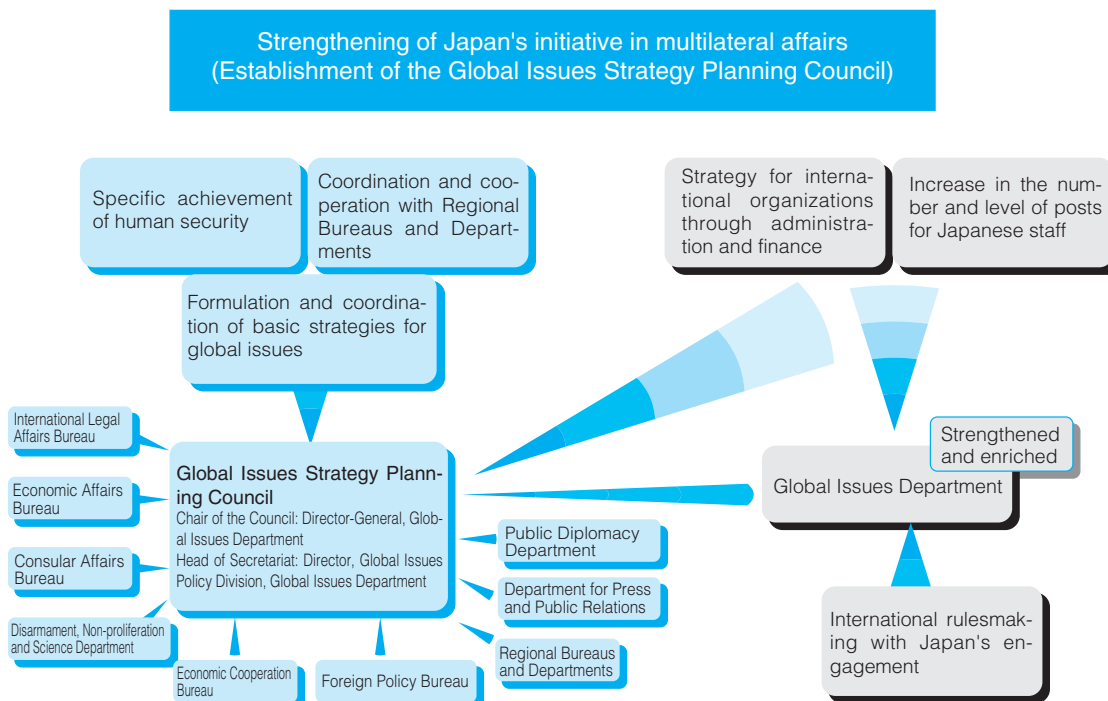 Strengthening of Japan's initiative in multilateral affairs
(Establishment of the Global Issues Strategy Planning Council)
Specific achievement
of human security
Coordination and coo-
peration with Regional
Bureaus and Depart-
ments
Strategy for interna-
tional organizations
through administra-
tion and finance
Increase in the num-
ber and level of posts
for Japanese staff
Formulation and coordina-
tion of basic strategies for
global issues
International Legal
Affairs Bureau
Economic Affairs
Bureau
Consular Affairs
Bureau
Disarmament, Non-proliferation
and Science Department
Global Issues Strategy Plann-
ing Council
Chair of the Council: Director-General, Glob-
al Issues Department
Head of Secretariat: Director, Global Issues
Policy Division, Global Issues Department
Economic Cooperation
Bureau
Foreign Policy Bureau
Public Diplomacy
Department
Department for Press
and Public Relations
Regional Bureaus
and Departments
Strengthened
and enriched
Global Issues Department
International rulesmak-
ing with Japan's en-
gagement